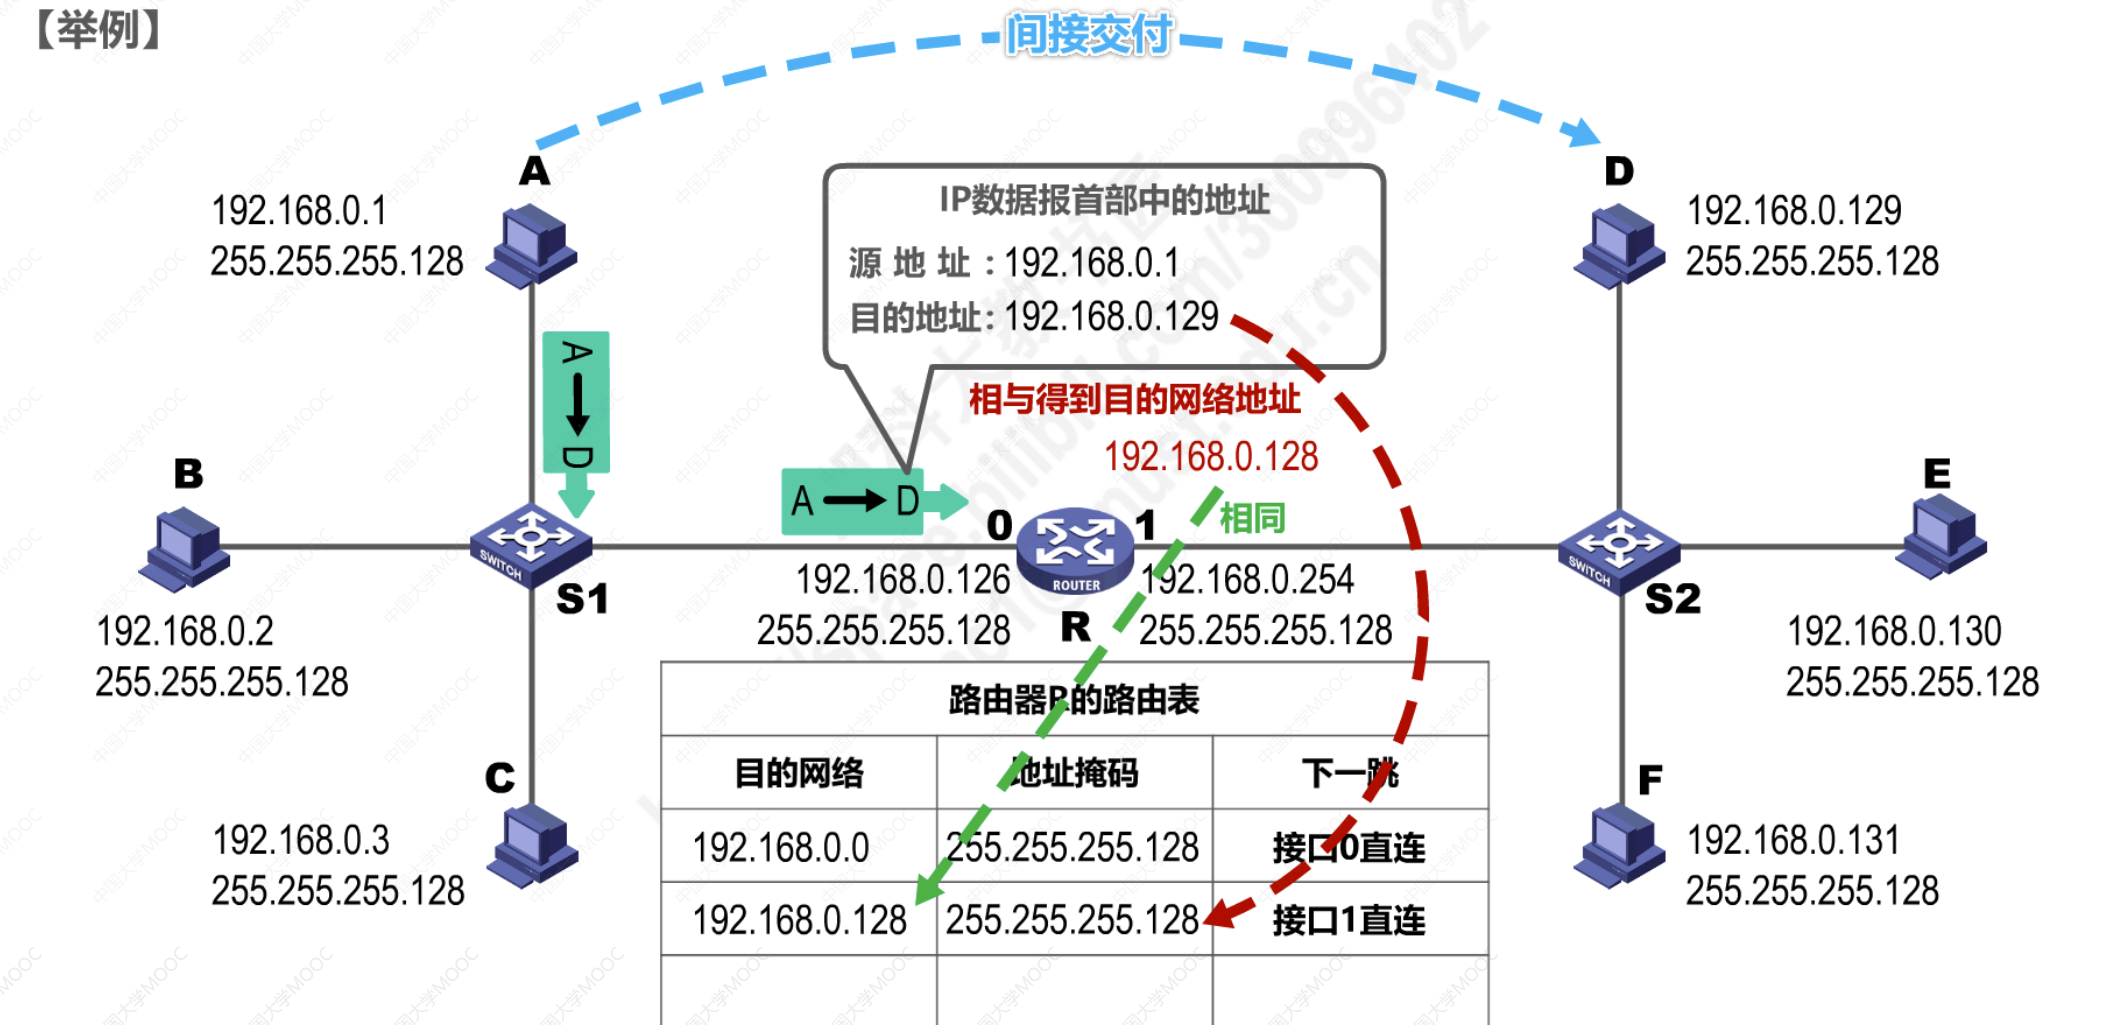 【举例】
间接交付
A
192.168.0.1
255.255.255.128
D
192.168.0.129
255.255.255.128
IP数据报首部中的地址
源地址：192.168.0.1
目的地址：192.168.0.129
相与得到目的网络地址
192.168.0.128
相同
A
D
A D
B
192.168.0.2
255.255.255.128
SWITCH
S1
0
1
ROUTER
R
192.168.0.126
255.255.255.128
192.168.0.254
255.255.255.128
SWITCH
S2
E
192.168.0.130
255.255.255.128
C
192.168.0.3
255.255.255.128
F
192.168.0.131
255.255.255.128
路由器R的路由表
目的网络 地址掩码 下一跳
192.168.0.0 255.255.255.128 接口0直连
192.168.0.128 255.255.255.128 接口1直连
中国大学MOOC